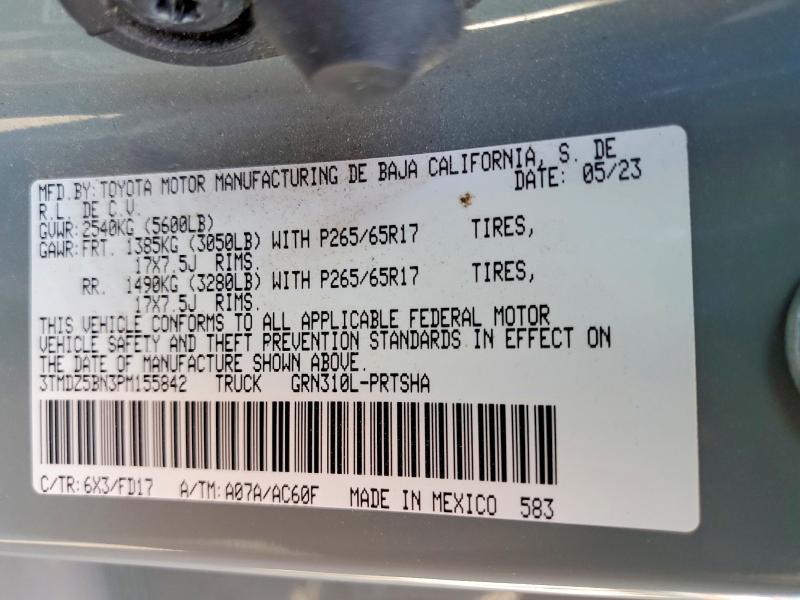 MFD.BY:TOYOTA MOTOR MANUFACTURING DE BAJA CALIFORNIA, S. DE
R.L. DE C.V. DATE: 05/23
GVWR:2540KG (5600LB)
GAWR:FRT. 1385KG (3050LB) WITH P265/65R17 TIRES,
17X7.5J RIMS.
RR. 1490KG (3280LB) WITH P265/65R17 TIRES,
17X7.5J RIMS.
THIS VEHICLE CONFORMS TO ALL APPLICABLE FEDERAL MOTOR
VEHICLE SAFETY AND THEFT PREVENTION STANDARDS IN EFFECT ON
THE DATE OF MANUFACTURE SHOWN ABOVE.
3TMDZ5BN3PM155842 TRUCK GRN310L-PRTSHA
C/TR:6X3/FD17 A/TM:A07A/AC60F MADE IN MEXICO 583